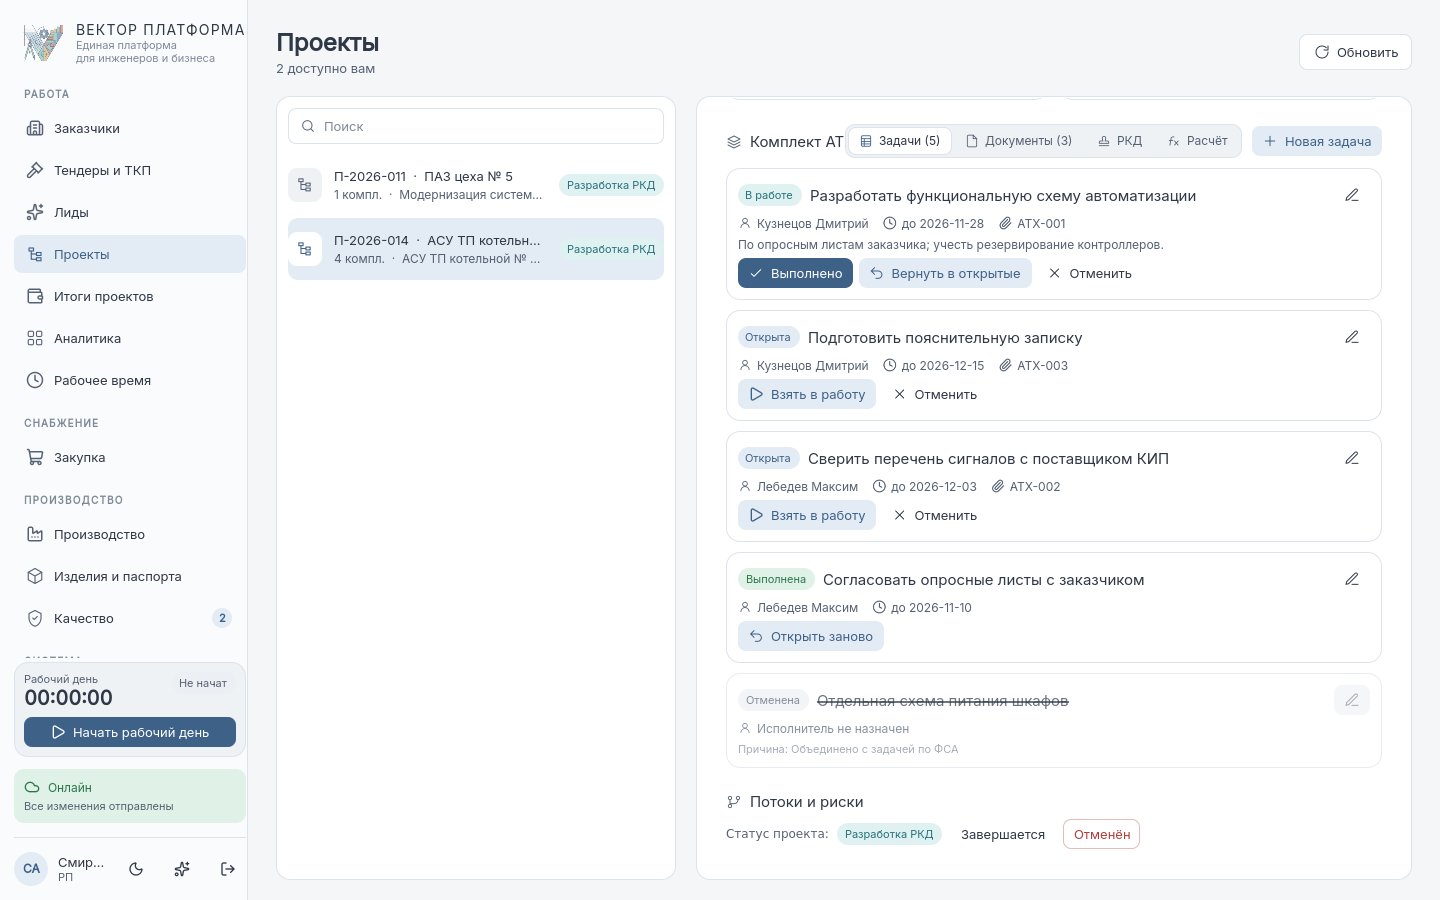 ВЕКТОР ПЛАТФОРМА
Единая платформа
для инженеров и бизнеса
РАБОТА
Заказчики
Тендеры и ТКП
Лиды
Проекты
Итоги проектов
Аналитика
Рабочее время
СНАБЖЕНИЕ
Закупка
ПРОИЗВОДСТВО
Производство
Изделия и паспорта
Качество 2
Рабочий день
Не начат
00:00:00
Начать рабочий день
Онлайн
Все изменения отправлены
СА
Смир...
РП
Проекты
2 доступно вам
Обновить
Поиск
П-2026-011 · ПАЗ цеха № 5
1 компл. · Модернизация систем...
Разработка РКД
П-2026-014 · АСУ ТП котельн...
4 компл. · АСУ ТП котельной № ...
Разработка РКД
Комплект АТ
Задачи (5)
Документы (3)
РКД
Расчёт
Новая задача
В работе Разработать функциональную схему автоматизации
Кузнецов Дмитрий до 2026-11-28 АТХ-001
По опросным листам заказчика; учесть резервирование контроллеров.
Выполнено Вернуть в открытые Отменить
Открыта Подготовить пояснительную записку
Кузнецов Дмитрий до 2026-12-15 АТХ-003
Взять в работу Отменить
Открыта Сверить перечень сигналов с поставщиком КИП
Лебедев Максим до 2026-12-03 АТХ-002
Взять в работу Отменить
Выполнена Согласовать опросные листы с заказчиком
Лебедев Максим до 2026-11-10
Открыть заново
Отменена Отдельная схема питания шкафов
Исполнитель не назначен
Причина: Объединено с задачей по ФСА
Потоки и риски
Статус проекта: Разработка РКД Завершается Отменён